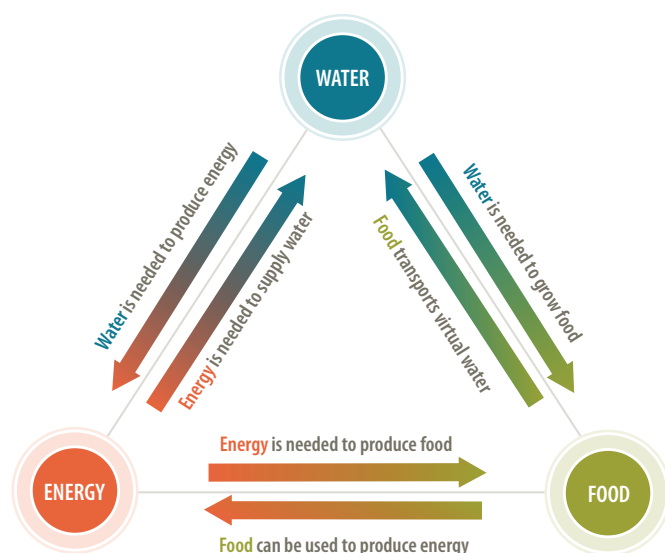 WATER
Water is needed to produce energy
Energy is needed to supply water
Food transports virtual water
Water is needed to grow food
Energy is needed to produce food
ENERGY
FOOD
Food can be used to produce energy